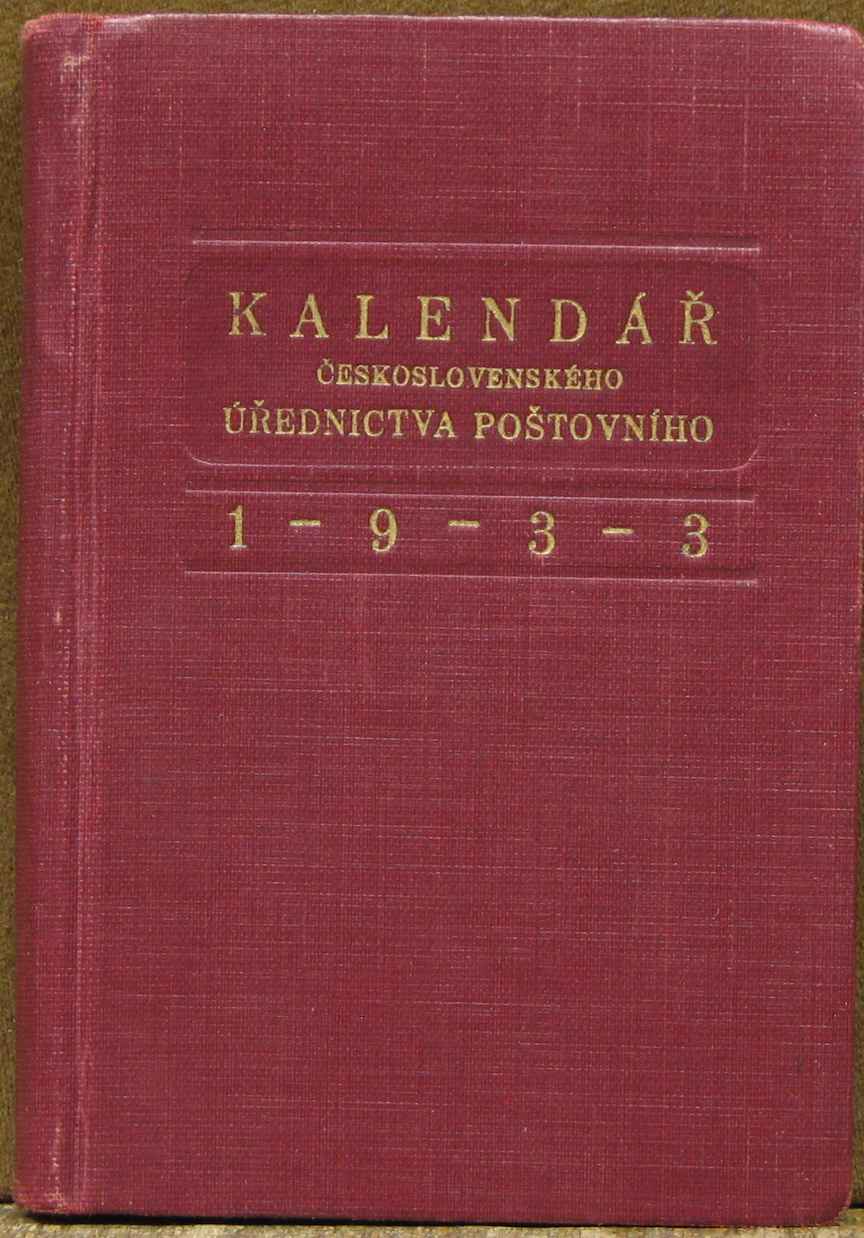 KALENDÁŘ
ČESKOSLOVENSKÉHO
ÚŘEDNICTVA POŠTOVNÍHO
1 – 9 – 3 – 3